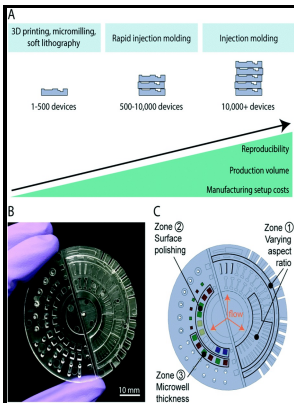 A
3D printing, micromilling,
soft lithography
Rapid injection molding
Injection molding
1-500 devices
500-10,000 devices
10,000+ devices
Reproducibility
Production volume
Manufacturing setup costs
B
10 mm
C
Zone ②
Surface
polishing
Zone ①
Varying
aspect
ratio
flow
Zone ③
Microwell
thickness